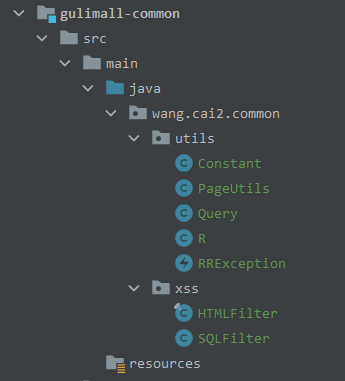 gulimall-common
src
main
java
wang.cai2.common
utils
Constant
PageUtils
Query
R
RRException
xss
HTMLFilter
SQLFilter
resources